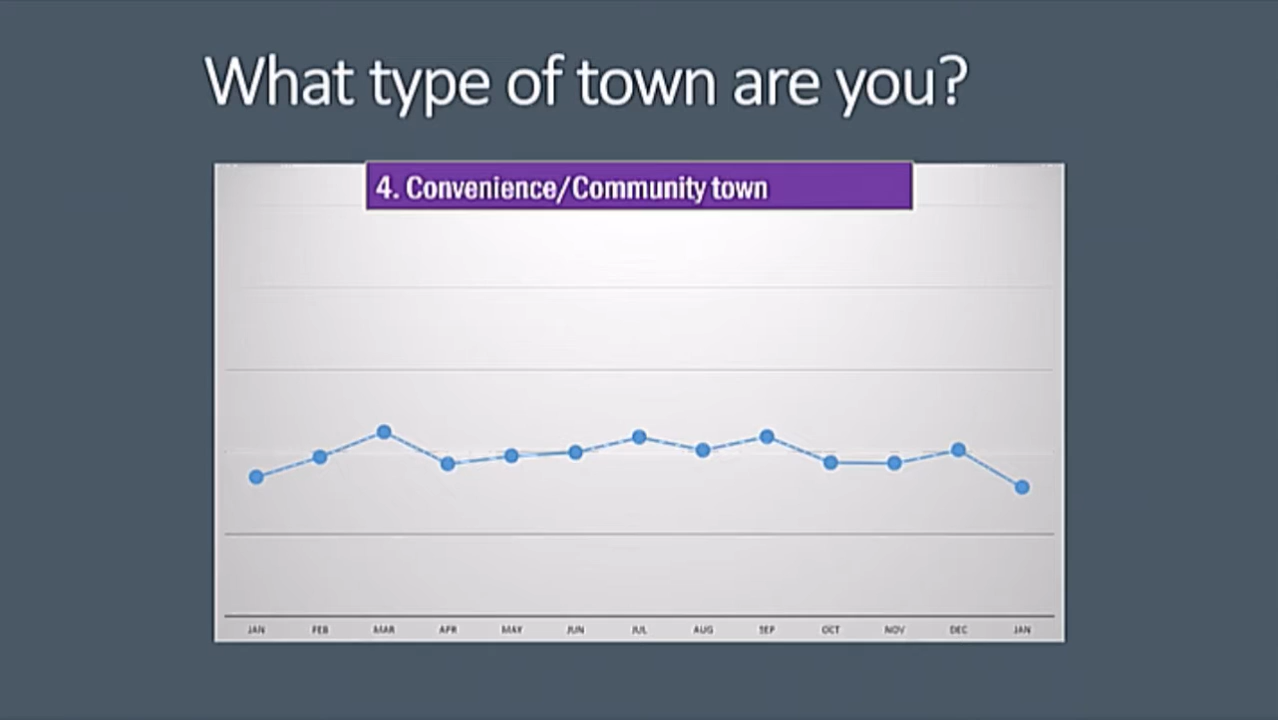 What type of town are you?
4. Convenience/Community town
JAN FEB MAR APR MAY JUN JUL AUG SEP OCT NOV DEC JAN